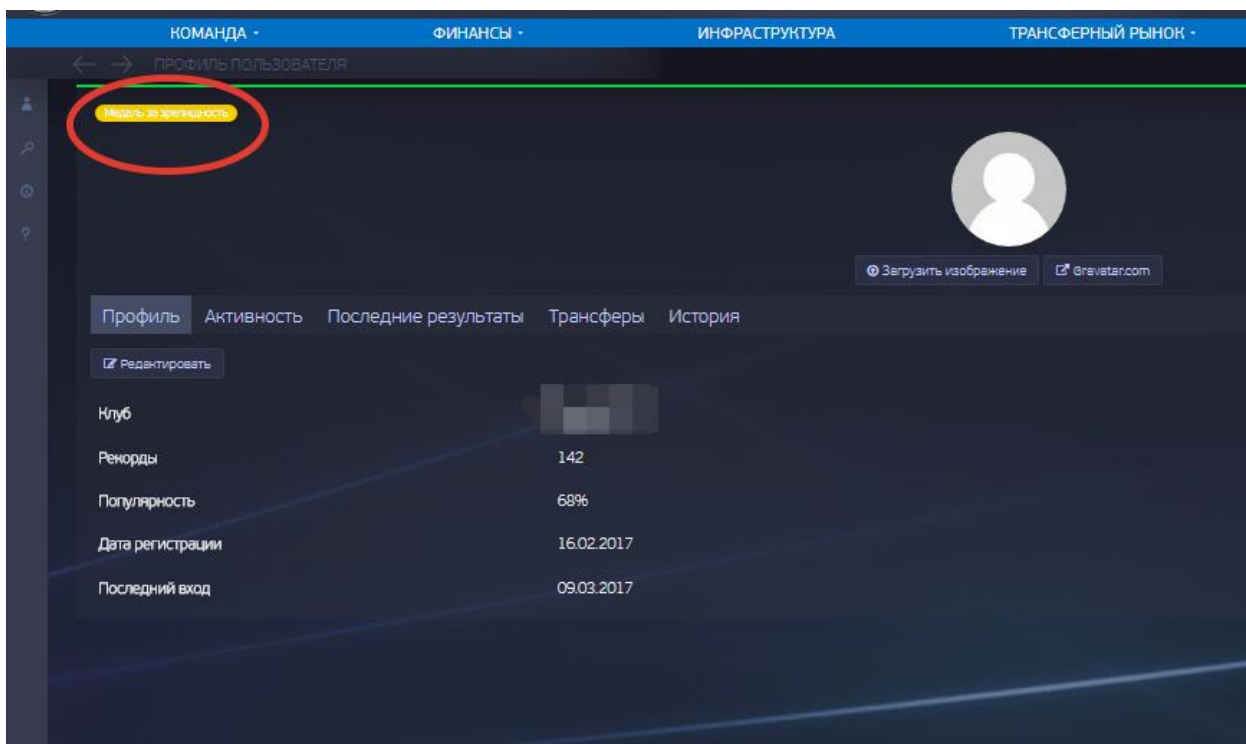 КОМАНДА ФИНАНСЫ ИНФРАСТРУКТУРА ТРАНСФЕРНЫЙ РЫНОК
ПРОФИЛЬ ПОЛЬЗОВАТЕЛЯ
Медаль за зрелищность
Загрузить изображение Gravatar.com
Профиль Активность Последние результаты Трансферы История
Редактировать
Клуб
Рекорды 142
Популярность 68%
Дата регистрации 16.02.2017
Последний вход 09.03.2017